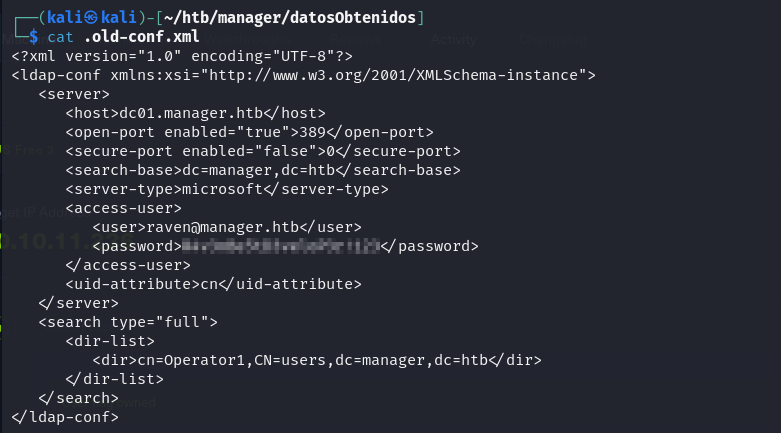 ┌──(kali㉿kali)-[~/htb/manager/datosObtenidos]
└─$ cat .old-conf.xml
<?xml version="1.0" encoding="UTF-8"?>
<ldap-conf xmlns:xsi="http://www.w3.org/2001/XMLSchema-instance">
   <server>
      <host>dc01.manager.htb</host>
      <open-port enabled="true">389</open-port>
      <secure-port enabled="false">0</secure-port>
      <search-base>dc=manager,dc=htb</search-base>
      <server-type>microsoft</server-type>
      <access-user>
         <user>raven@manager.htb</user>
         <password></password>
      </access-user>
      <uid-attribute>cn</uid-attribute>
   </server>
   <search type="full">
      <dir-list>
         <dir>cn=Operator1,CN=users,dc=manager,dc=htb</dir>
      </dir-list>
   </search>
</ldap-conf>